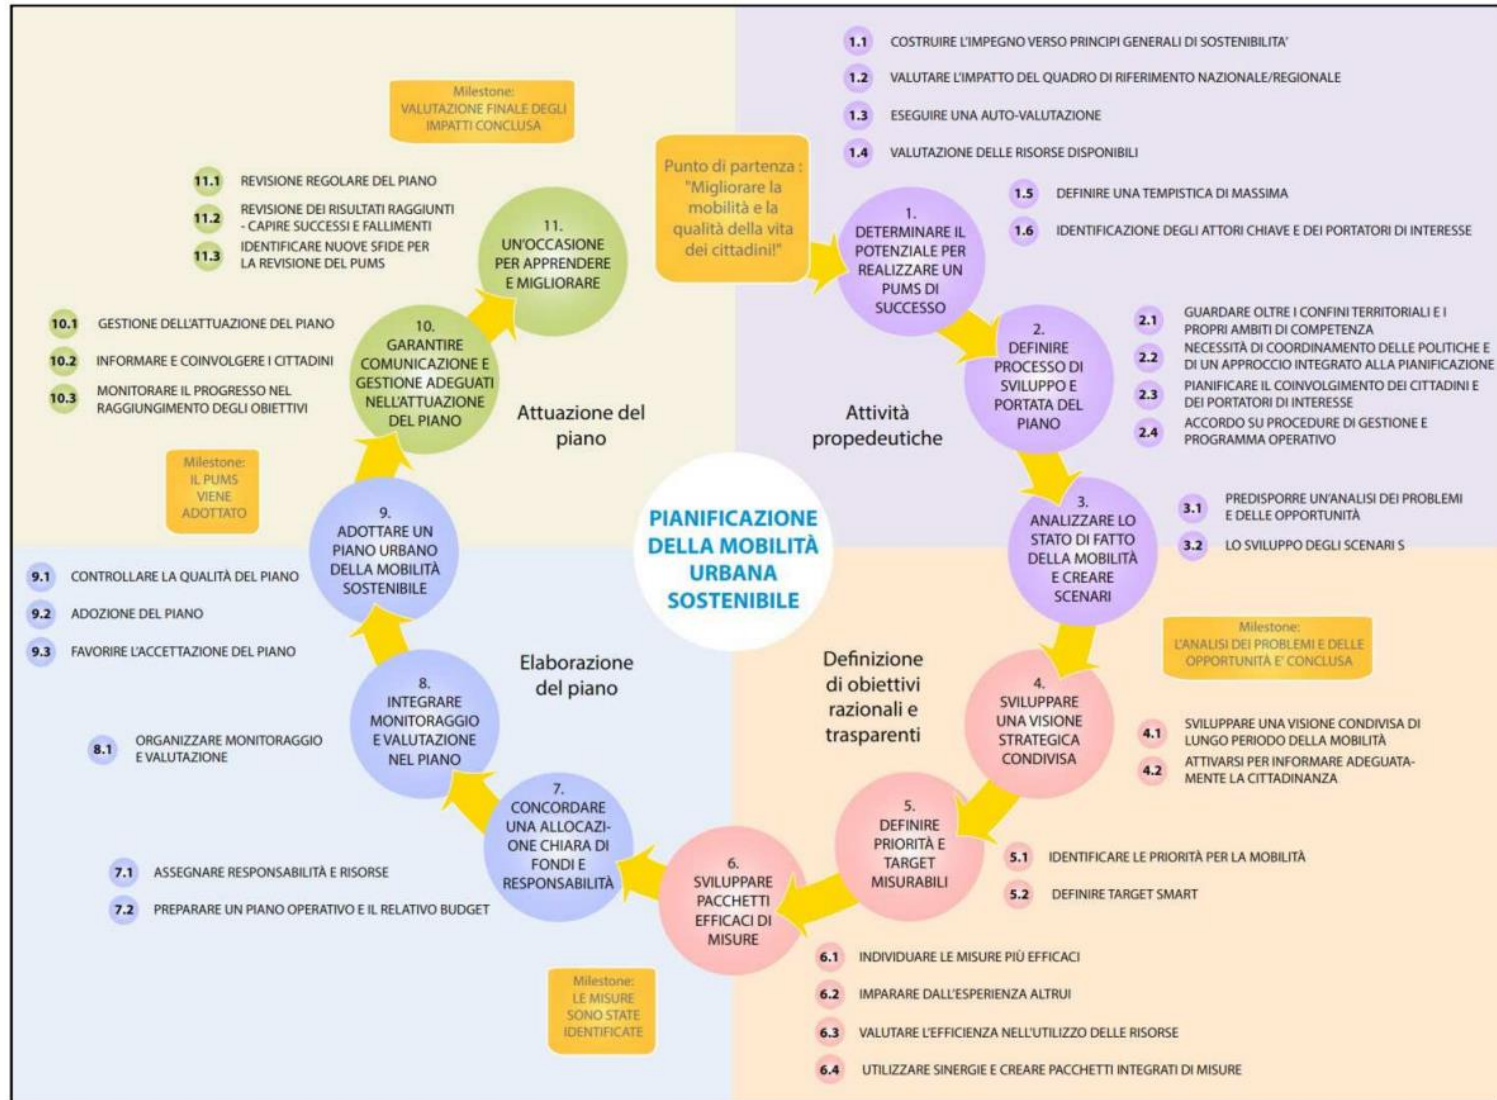 Milestone:
VALUTAZIONE FINALE DEGLI
IMPATTI CONCLUSA
Punto di partenza :
"Migliorare la
mobilità e la
qualità della vita
dei cittadini!"
1.1 COSTRUIRE L'IMPEGNO VERSO PRINCIPI GENERALI DI SOSTENIBILITA'
1.2 VALUTARE L'IMPATTO DEL QUADRO DI RIFERIMENTO NAZIONALE/REGIONALE
1.3 ESEGUIRE UNA AUTO-VALUTAZIONE
1.4 VALUTAZIONE DELLE RISORSE DISPONIBILI
1.5 DEFINIRE UNA TEMPISTICA DI MASSIMA
1.6 IDENTIFICAZIONE DEGLI ATTORI CHIAVE E DEI PORTATORI DI INTERESSE
1.
DETERMINARE IL
POTENZIALE PER
REALIZZARE UN
PUMS DI
SUCCESSO
2.
DEFINIRE
PROCESSO DI
SVILUPPO E
PORTATA DEL
PIANO
2.1 GUARDARE OLTRE I CONFINI TERRITORIALI E I
PROPRI AMBITI DI COMPETENZA
2.2 NECESSITÀ DI COORDINAMENTO DELLE POLITICHE E
DI UN APPROCCIO INTEGRATO ALLA PIANIFICAZIONE
2.3 PIANIFICARE IL COINVOLGIMENTO DEI CITTADINI E
DEI PORTATORI DI INTERESSE
2.4 ACCORDO SU PROCEDURE DI GESTIONE E
PROGRAMMA OPERATIVO
Attività
propedeutiche
3.
ANALIZZARE LO
STATO DI FATTO
DELLA MOBILITÀ
E CREARE
SCENARI
3.1 PREDISPORRE UN'ANALISI DEI PROBLEMI
E DELLE OPPORTUNITÀ
3.2 LO SVILUPPO DEGLI SCENARI S
Milestone:
L'ANALISI DEI PROBLEMI E DELLE
OPPORTUNITÀ E' CONCLUSA
PIANIFICAZIONE
DELLA MOBILITÀ
URBANA
SOSTENIBILE
Definizione
di obiettivi
razionali e
trasparenti
4.
SVILUPPARE
UNA VISIONE
STRATEGICA
CONDIVISA
4.1 SVILUPPARE UNA VISIONE CONDIVISA DI
LUNGO PERIODO DELLA MOBILITÀ
4.2 ATTIVARSI PER INFORMARE ADEGUATA-
MENTE LA CITTADINANZA
5.
DEFINIRE
PRIORITÀ E
TARGET
MISURABILI
5.1 IDENTIFICARE LE PRIORITÀ PER LA MOBILITÀ
5.2 DEFINIRE TARGET SMART
6.
SVILUPPARE
PACCHETTI
EFFICACI DI
MISURE
6.1 INDIVIDUARE LE MISURE PIÙ EFFICACI
6.2 IMPARARE DALL'ESPERIENZA ALTRUI
6.3 VALUTARE L'EFFICIENZA NELL'UTILIZZO DELLE RISORSE
6.4 UTILIZZARE SINERGIE E CREARE PACCHETTI INTEGRATI DI MISURE
Milestone:
LE MISURE
SONO STATE
IDENTIFICATE
Elaborazione
del piano
7.
CONCORDARE
UNA ALLOCAZI-
ONE CHIARA DI
FONDI E
RESPONSABILITÀ
7.1 ASSEGNARE RESPONSABILITÀ E RISORSE
7.2 PREPARARE UN PIANO OPERATIVO E IL RELATIVO BUDGET
8.
INTEGRARE
MONITORAGGIO
E VALUTAZIONE
NEL PIANO
8.1 ORGANIZZARE MONITORAGGIO
E VALUTAZIONE
9.
ADOTTARE UN
PIANO URBANO
DELLA MOBILITÀ
SOSTENIBILE
9.1 CONTROLLARE LA QUALITÀ DEL PIANO
9.2 ADOZIONE DEL PIANO
9.3 FAVORIRE L'ACCETTAZIONE DEL PIANO
Milestone:
IL PUMS
VIENE
ADOTTATO
Attuazione del
piano
10.
GARANTIRE
COMUNICAZIONE E
GESTIONE ADEGUATI
NELL'ATTUAZIONE
DEL PIANO
10.1 GESTIONE DELL'ATTUAZIONE DEL PIANO
10.2 INFORMARE E COINVOLGERE I CITTADINI
10.3 MONITORARE IL PROGRESSO NEL
RAGGIUNGIMENTO DEGLI OBIETTIVI
11.
UN'OCCASIONE
PER APPRENDERE
E MIGLIORARE
11.1 REVISIONE REGOLARE DEL PIANO
11.2 REVISIONE DEI RISULTATI RAGGIUNTI
- CAPIRE SUCCESSI E FALLIMENTI
11.3 IDENTIFICARE NUOVE SFIDE PER
LA REVISIONE DEL PUMS